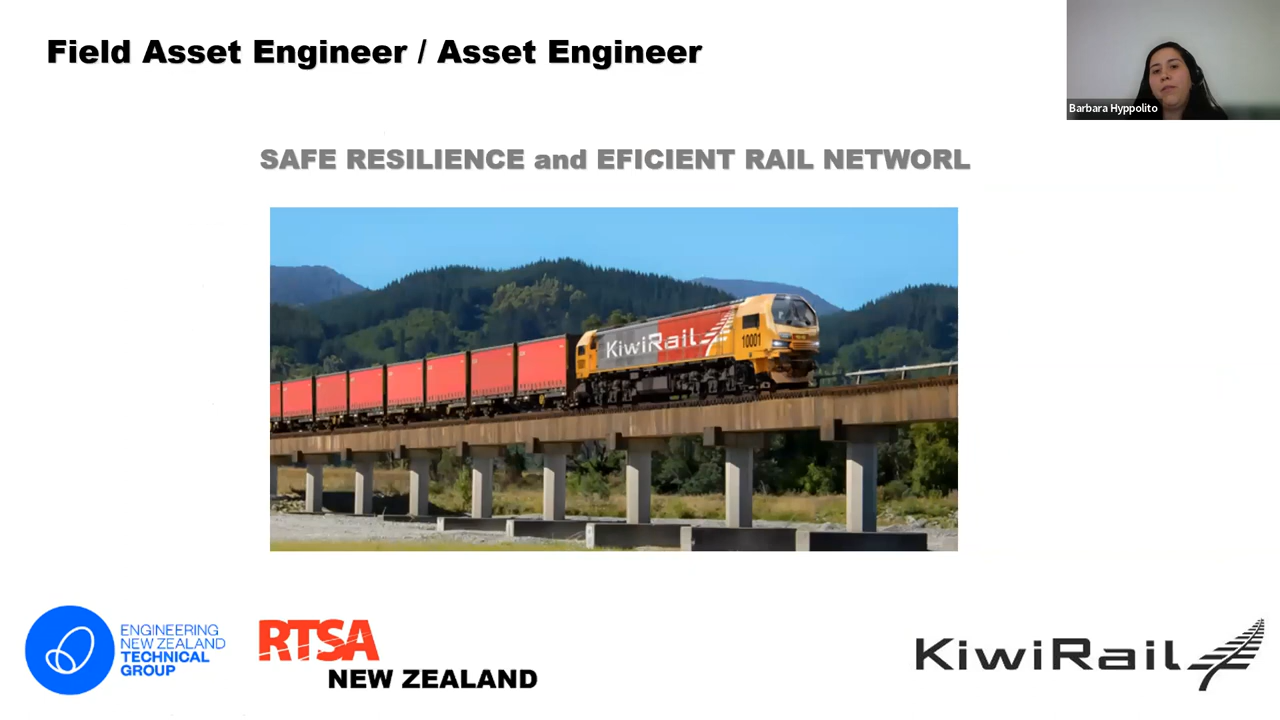 Field Asset Engineer / Asset Engineer
Barbara Hyppolito
SAFE RESILIENCE and EFICIENT RAIL NETWORL
KiwiRail
10001
ENGINEERING
NEW ZEALAND
TECHNICAL
GROUP
RTSA
NEW ZEALAND
KiwiRail